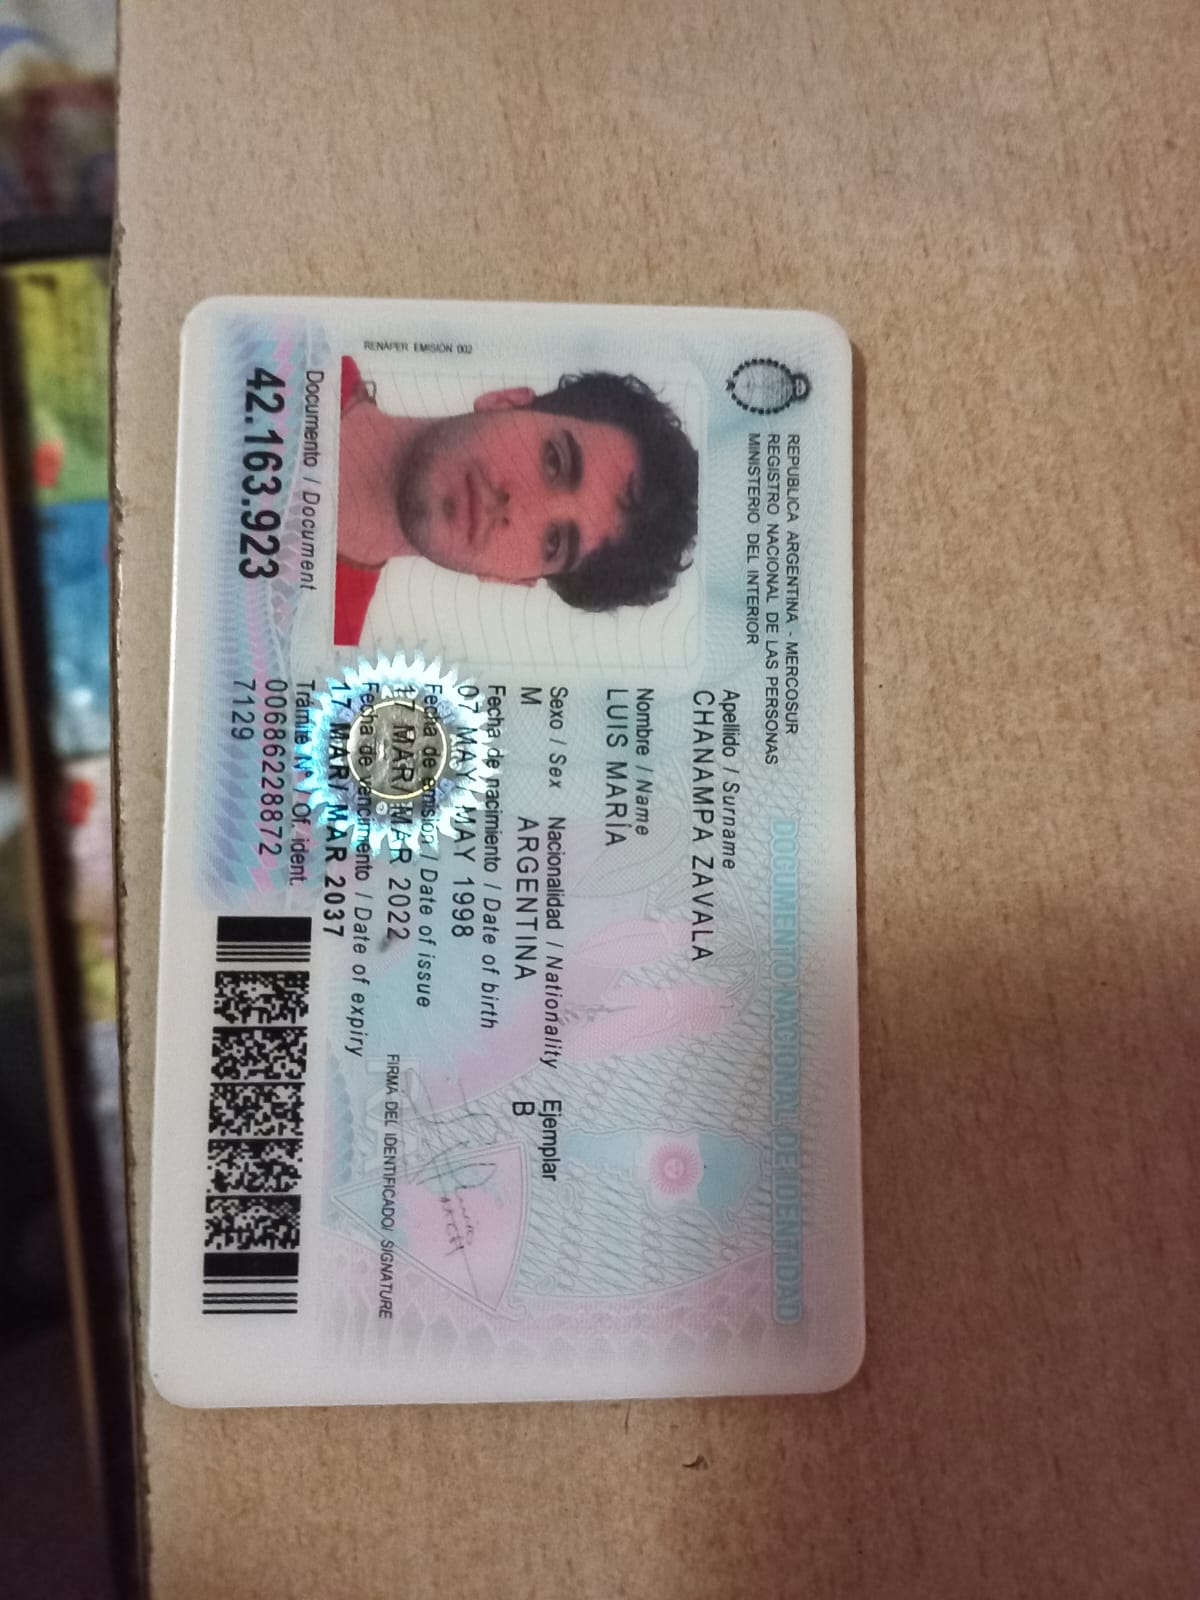 REPUBLICA ARGENTINA - MERCOSUR
REGISTRO NACIONAL DE LAS PERSONAS
MINISTERIO DEL INTERIOR
DOCUMENTO NACIONAL DE IDENTIDAD
RENAPER EMISIÓN 002
Apellido / Surname
CHANAMPA ZAVALA
Nombre / Name
LUIS MARÍA
Sexo / Sex Nacionalidad / Nationality Ejemplar
M ARGENTINA B
Fecha de nacimiento / Date of birth
07 MAY/ MAY 1998
Fecha de emisión / Date of issue
17 MAR/ MAR 2022
Fecha de vencimiento / Date of expiry
17 MAR/ MAR 2037
FIRMA DEL IDENTIFICADO/ SIGNATURE
Documento / Document
42.163.923
Trámite N° / Of. ident.
00686228872
7129